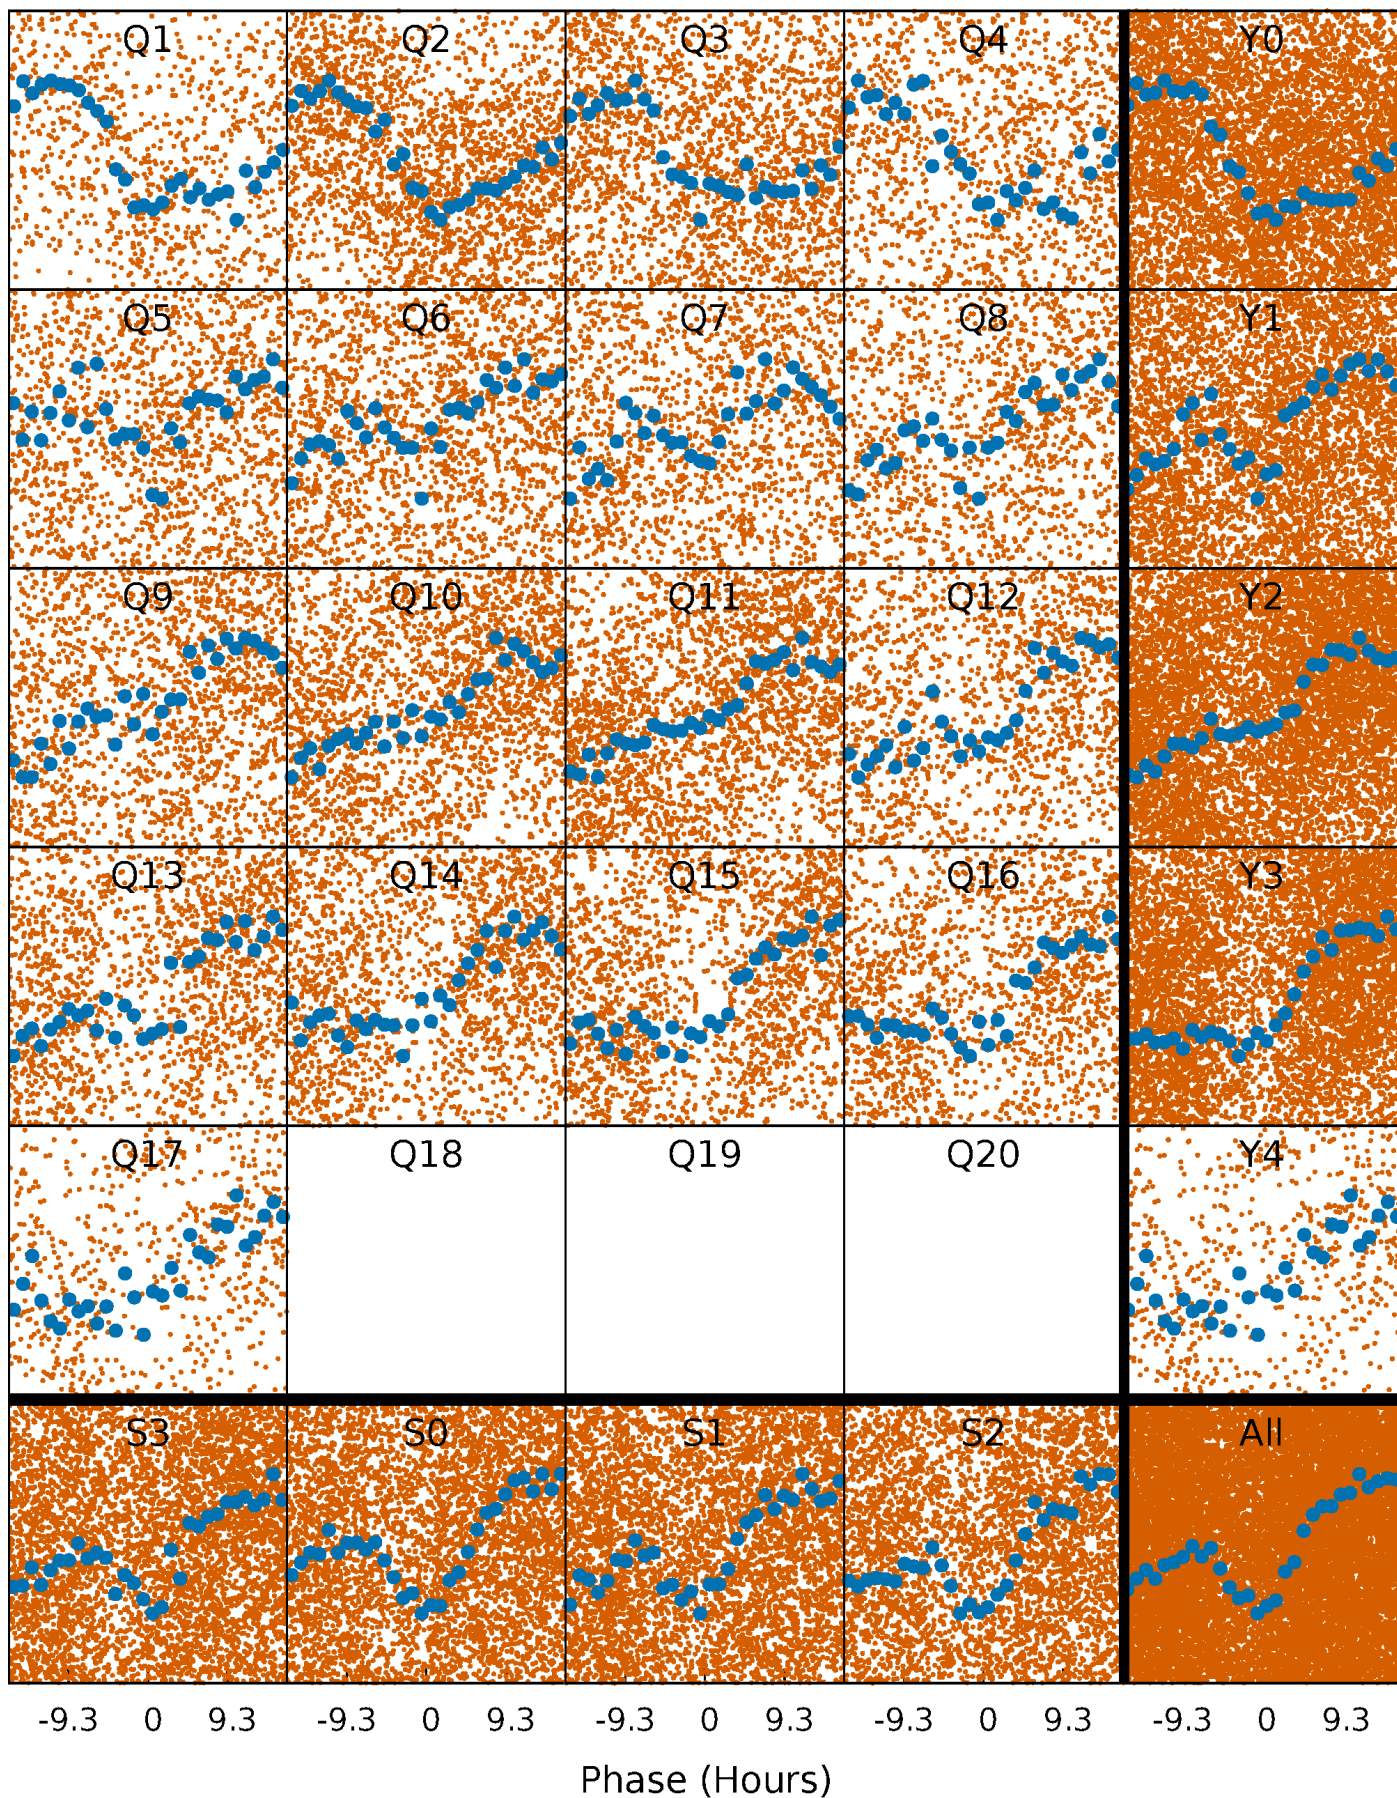 Q1 Q2 Q3 Q4 Y0
Q5 Q6 Q7 Q8 Y1
Q9 Q10 Q11 Q12 Y2
Q13 Q14 Q15 Q16 Y3
Q17 Q18 Q19 Q20 Y4
S3 S0 S1 S2 All
-9.3 0 9.3 -9.3 0 9.3 -9.3 0 9.3 -9.3 0 9.3 -9.3 0 9.3
Phase (Hours)